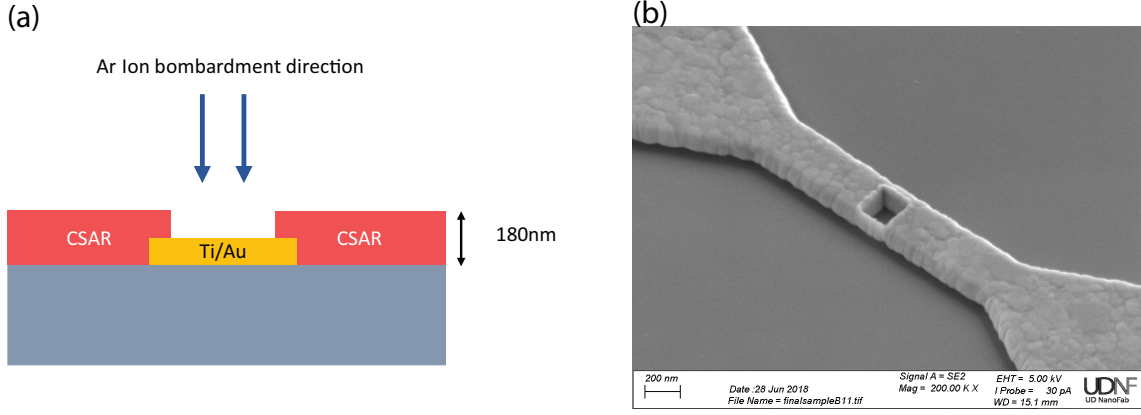 (a)
Ar Ion bombardment direction
CSAR
Ti/Au
CSAR
180nm
(b)
200 nm
Date :28 Jun 2018
File Name = finalsampleB11.tif
Signal A = SE2
Mag = 200.00 K X
EHT = 5.00 kV
I Probe = 30 pA
WD = 15.1 mm
UDNF
UD NanoFab